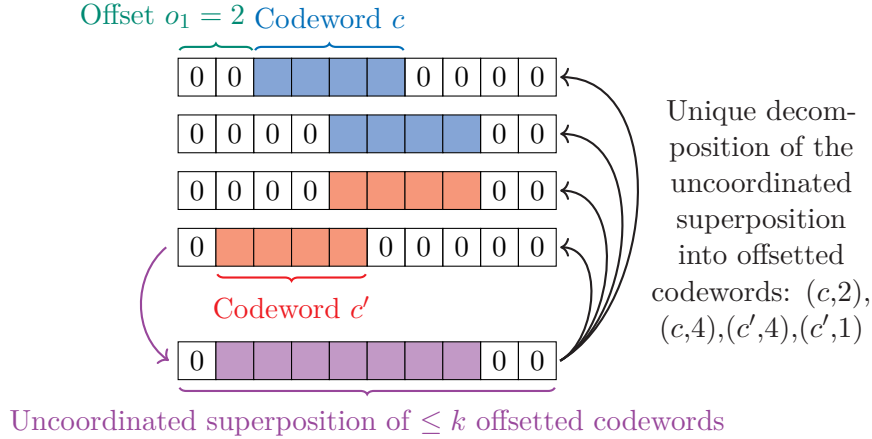 Offset $o_1 = 2$ Codeword $c$
0 0 0 0 0 0
0 0 0 0 0 0
0 0 0 0 0 0
0 0 0 0 0 0
Codeword $c'$
0 0 0
Unique decom-
position of the
uncoordinated
superposition
into offsetted
codewords: ($c$,2),
($c$,4),($c'$,4),($c'$,1)
Uncoordinated superposition of $\leq k$ offsetted codewords